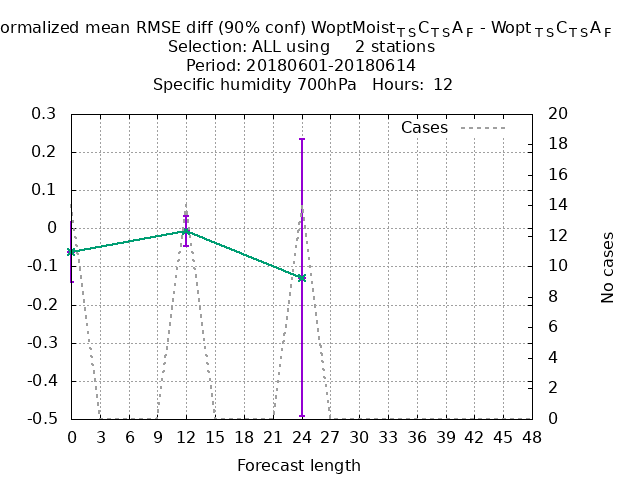 ormalized mean RMSE diff (90% conf) WoptMoist_TSC_TSA_F - Wopt_TSC_TSA_F
Selection: ALL using 2 stations
Period: 20180601-20180614
Specific humidity 700hPa Hours: 12
Cases
0.3
0.2
0.1
0
-0.1
-0.2
-0.3
-0.4
-0.5
20
18
16
14
12
10
8
6
4
2
0
No cases
0 3 6 9 12 15 18 21 24 27 30 33 36 39 42 45 48
Forecast length